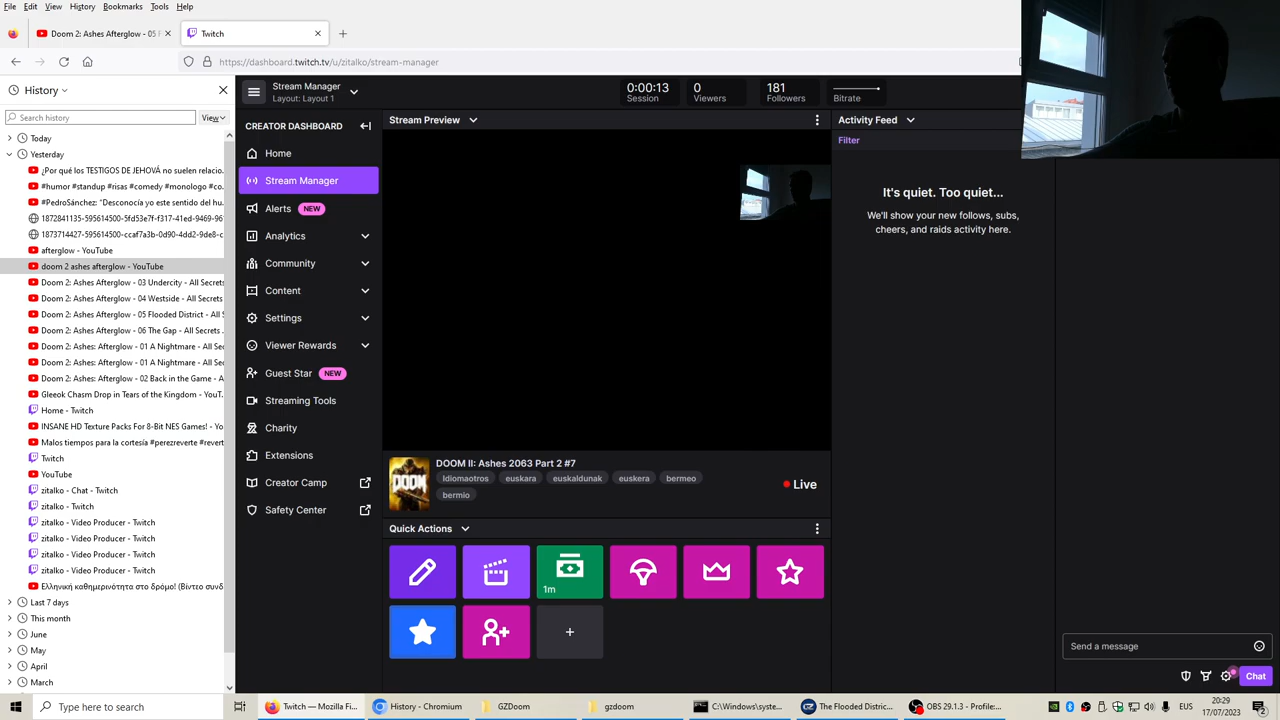 File Edit View History Bookmarks Tools Help
Doom 2: Ashes Afterglow - 05 F
Twitch
https://dashboard.twitch.tv/u/zitalko/stream-manager
History
Search history
View
Today
Yesterday
¿Por qué los TESTIGOS DE JEHOVÁ no suelen relacio...
#humor #standup #risas #comedy #monologo #co...
#PedroSánchez: "Desconocía yo este sentido del hu...
1872841135-595614500-5fd53e7f-f317-41ed-9469-96
1873714427-595614500-ccaf7a3b-0d90-4dd2-9de8-c
afterglow - YouTube
doom 2 ashes afterglow - YouTube
Doom 2: Ashes Afterglow - 03 Undercity - All Secrets
Doom 2: Ashes Afterglow - 04 Westside - All Secrets
Doom 2: Ashes Afterglow - 05 Flooded District - All S
Doom 2: Ashes Afterglow - 06 The Gap - All Secrets ...
Doom 2: Ashes: Afterglow - 01 A Nightmare - All Sec
Doom 2: Ashes: Afterglow - 01 A Nightmare - All Sec
Doom 2: Ashes: Afterglow - 02 Back in the Game - A
Gleeok Chasm Drop in Tears of the Kingdom - YouT...
Home - Twitch
INSANE HD Texture Packs For 8-Bit NES Games! - Yo
Malos tiempos para la cortesía #perezreverte #revert
Twitch
YouTube
zitalko - Chat - Twitch
zitalko - Twitch
zitalko - Video Producer - Twitch
zitalko - Video Producer - Twitch
zitalko - Video Producer - Twitch
zitalko - Video Producer - Twitch
Ελληνική καθημερινότητα στο δρόμο! (Βίντεο συνδ
Last 7 days
This month
June
May
April
March
Stream Manager
Layout: Layout 1
0:00:13
Session
0
Viewers
181
Followers
Bitrate
CREATOR DASHBOARD
Home
Stream Manager
Alerts NEW
Analytics
Community
Content
Settings
Viewer Rewards
Guest Star NEW
Streaming Tools
Charity
Extensions
Creator Camp
Safety Center
Stream Preview
DOOM
DOOM II: Ashes 2063 Part 2 #7
Idiomaotros euskara euskaldunak euskera bermeo
bermio
Live
Quick Actions
1m
Activity Feed
Filter
It's quiet. Too quiet...
We'll show your new follows, subs,
cheers, and raids activity here.
Send a message
Chat
Type here to search
Twitch — Mozilla Fi...
History - Chromium
GZDoom
gzdoom
C:\Windows\syste...
The Flooded Distric...
OBS 29.1.3 - Profile:...
EUS
20:29
17/07/2023
2